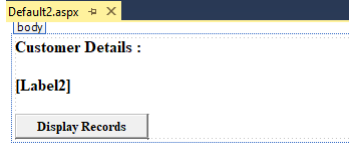 Default2.aspx
body
Customer Details :
[Label2]
Display Records